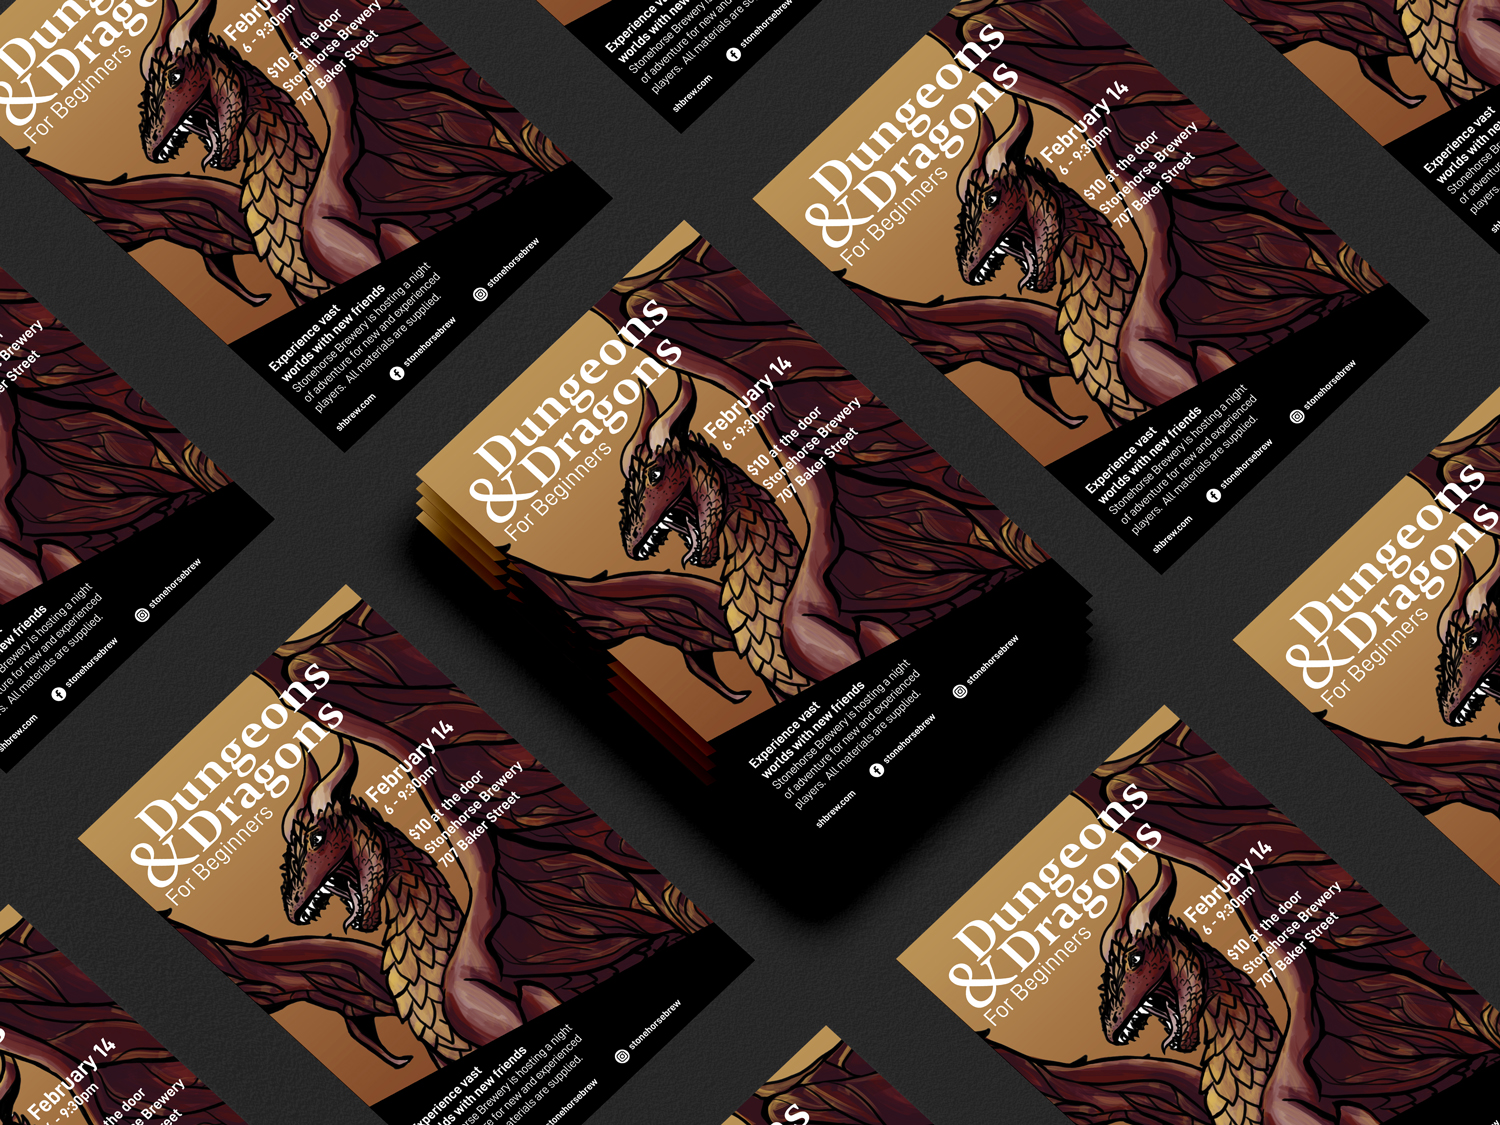 Dungeons
& Dragons
For Beginners
February 14
6 - 9:30pm
$10 at the door
Stonehorse Brewery
707 Baker Street
Experience vast
worlds with new friends
Stonehorse Brewery is hosting a night
of adventure for new and experienced
players. All materials are supplied.
shbrew.com
stonehorsebrew
stonehorsebrew